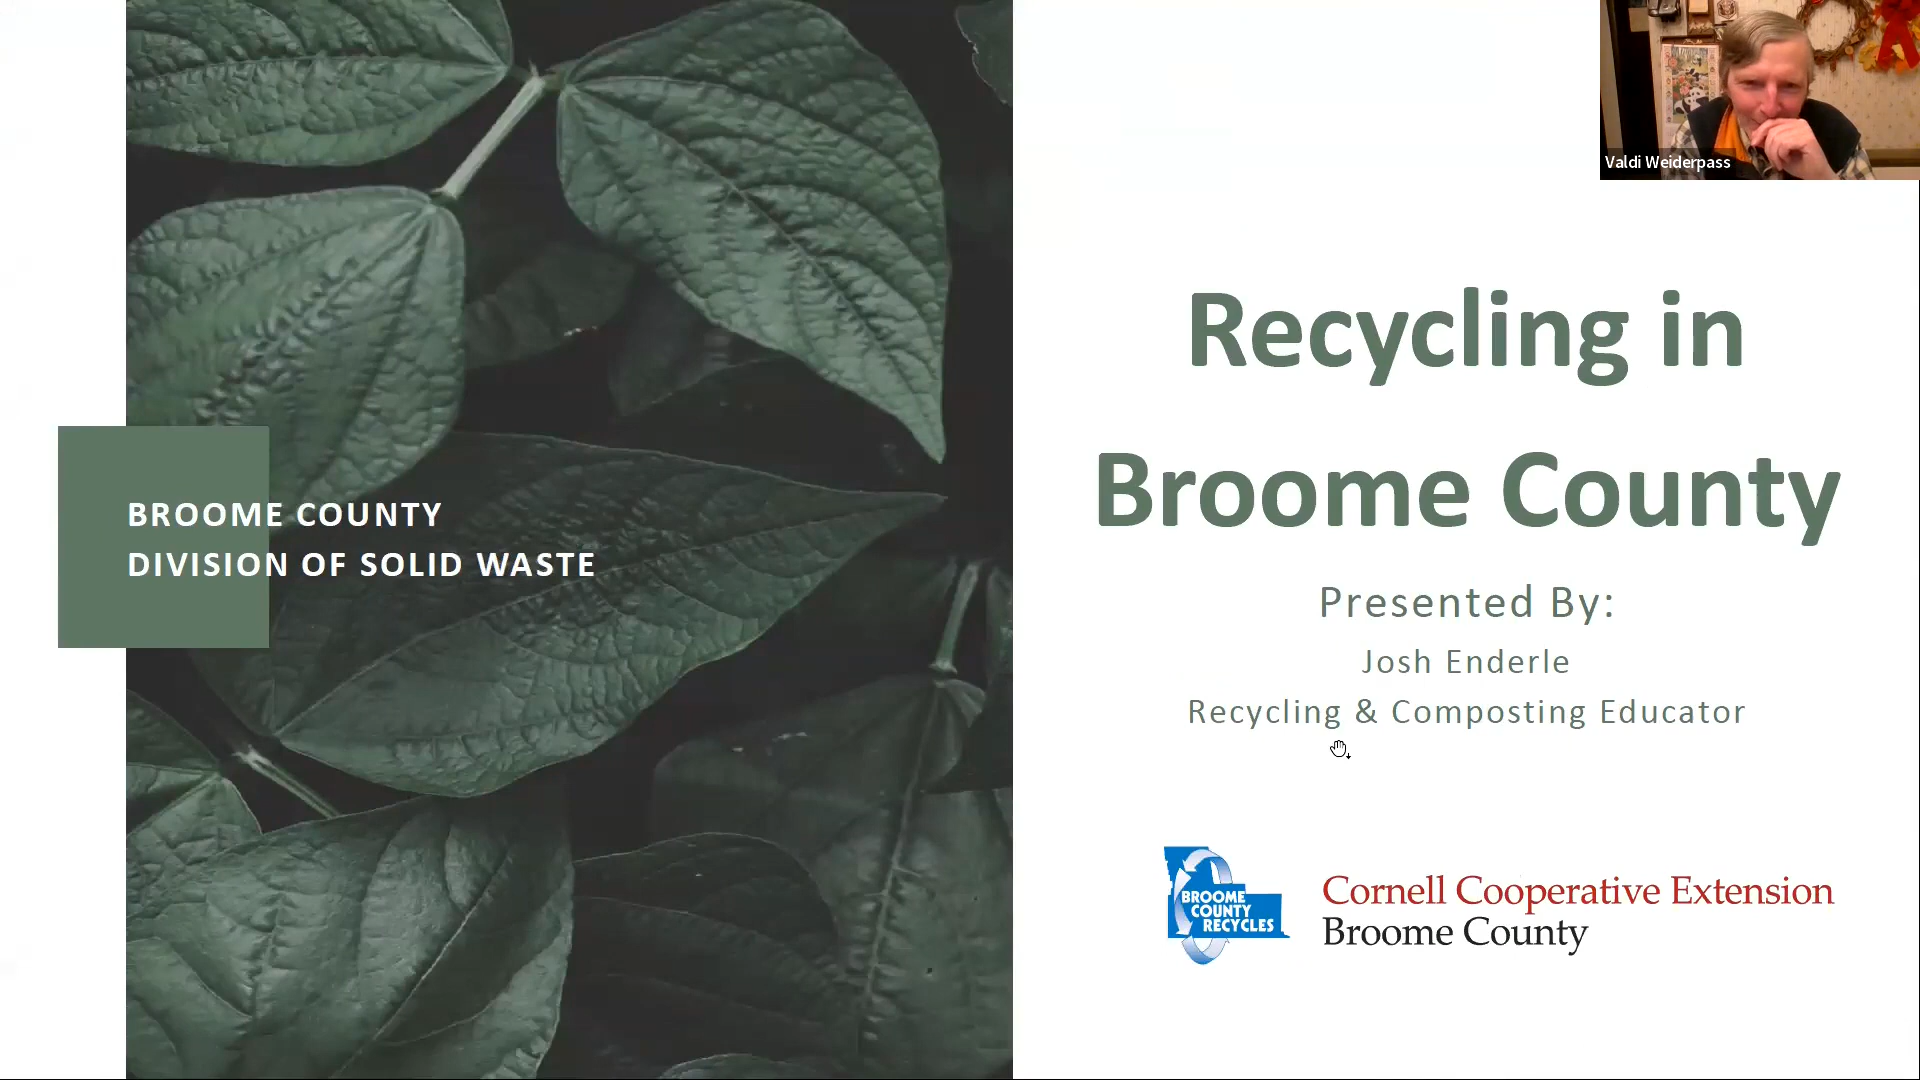 BROOME COUNTY
DIVISION OF SOLID WASTE
Recycling in
Broome County
Presented By:
Josh Enderle
Recycling & Composting Educator
BROOME
COUNTY
RECYCLES
Cornell Cooperative Extension
Broome County
Valdi Weiderpass